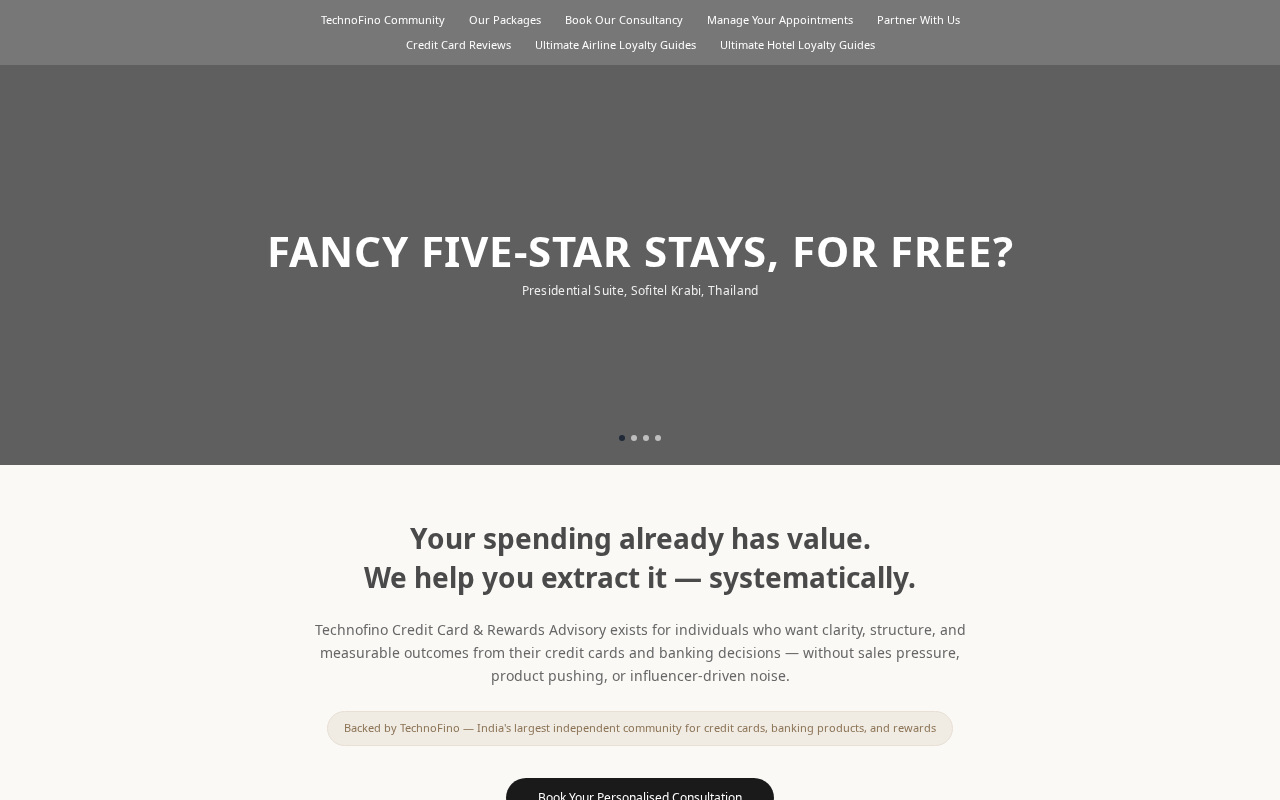 TechnoFino Community Our Packages Book Our Consultancy Manage Your Appointments Partner With Us
Credit Card Reviews Ultimate Airline Loyalty Guides Ultimate Hotel Loyalty Guides
FANCY FIVE-STAR STAYS, FOR FREE?
Presidential Suite, Sofitel Krabi, Thailand
Your spending already has value.
We help you extract it — systematically.
Technofino Credit Card & Rewards Advisory exists for individuals who want clarity, structure, and
measurable outcomes from their credit cards and banking decisions — without sales pressure,
product pushing, or influencer-driven noise.
Backed by TechnoFino — India's largest independent community for credit cards, banking products, and rewards
Book Your Personalised Consultation